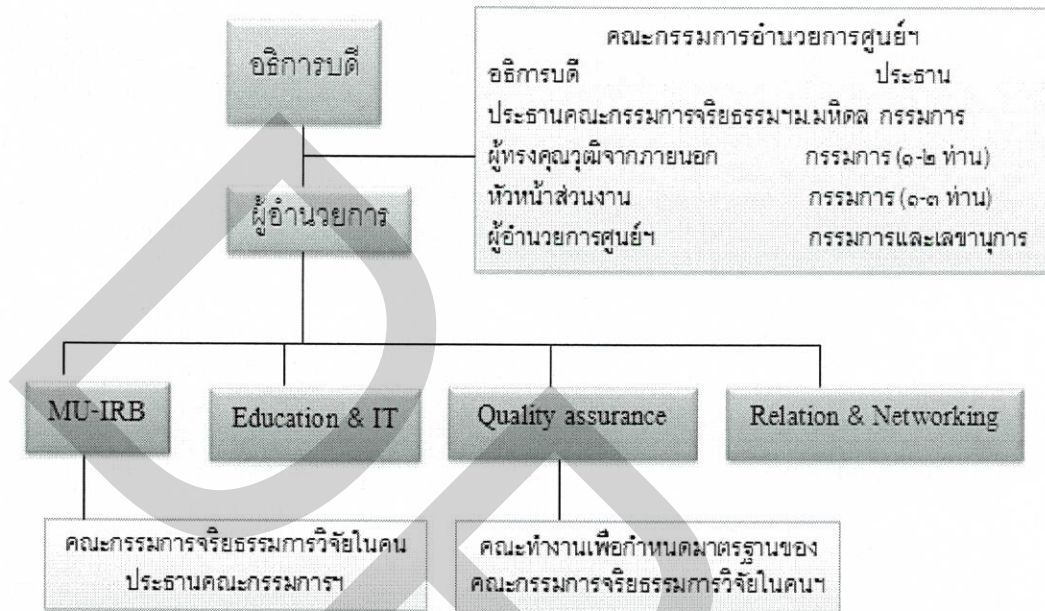 อธิการบดี
คณะกรรมการอำนวยการศูนย์ฯ
อธิการบดี ประธาน
ประธานคณะกรรมการจริยธรรมฯม.มหิดล กรรมการ
ผู้ทรงคุณวุฒิจากภายนอก กรรมการ (๑-๒ ท่าน)
หัวหน้าส่วนงาน กรรมการ (๑-๓ ท่าน)
ผู้อำนวยการศูนย์ฯ กรรมการและเลขานุการ
ผู้อำนวยการ
MU-IRB
Education & IT
Quality assurance
Relation & Networking
คณะกรรมการจริยธรรมการวิจัยในคน
ประธานคณะกรรมการฯ
คณะทำงานเพื่อกำหนดมาตรฐานของ
คณะกรรมการจริยธรรมการวิจัยในคนฯ